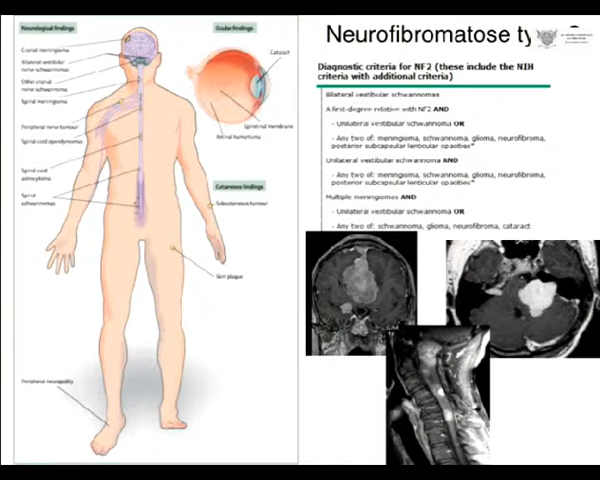 Neurological findings
Cranial meningioma
Bilateral vestibular
nerve schwannomas
Other cranial
nerve schwannomas
Spinal meningioma
Peripheral nerve tumour
Spinal cord ependymomas
Spinal cord
astrocytoma
Spinal
schwannomas
Peripheral neuropathy
Ocular findings
Cataract
Epiretinal membrane
Retinal hamartoma
Cutaneous findings
Subcutaneous tumour
Skin plaque
Neurofibromatose ty
Diagnostic criteria for NF2 (these include the NIH
criteria with additional criteria)
Bilateral vestibular schwannomas
A first-degree relative with NF2 AND
- Unilateral vestibular schwannoma OR
- Any two of: meningioma, schwannoma, glioma, neurofibroma,
posterior subcapsular lenticular opacities*
Unilateral vestibular schwannoma AND
- Any two of: meningioma, schwannoma, glioma, neurofibroma,
posterior subcapsular lenticular opacities*
Multiple meningiomas AND
- Unilateral vestibular schwannoma OR
- Any two of: schwannoma, glioma, neurofibroma, cataract